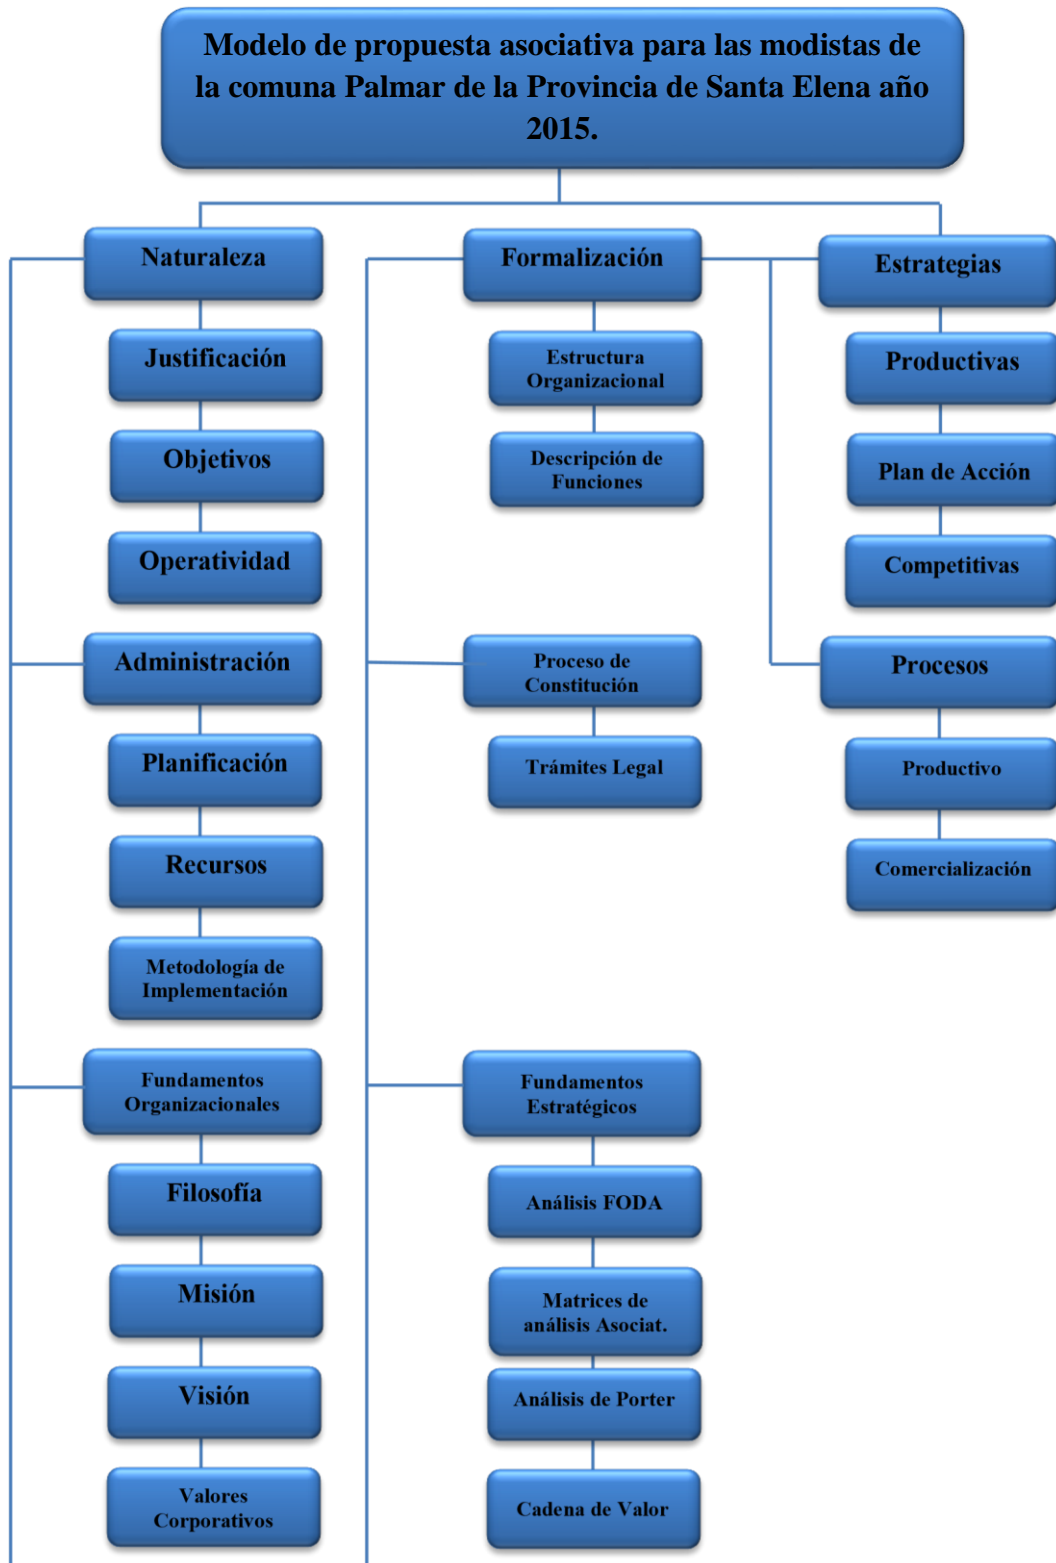 Modelo de propuesta asociativa para las modistas de
la comuna Palmar de la Provincia de Santa Elena año
2015.
Naturaleza
Justificación
Objetivos
Operatividad
Administración
Planificación
Recursos
Metodología de
Implementación
Fundamentos
Organizacionales
Filosofía
Misión
Visión
Valores
Corporativos
Formalización
Estructura
Organizacional
Descripción de
Funciones
Proceso de
Constitución
Trámites Legal
Fundamentos
Estratégicos
Análisis FODA
Matrices de
análisis Asociat.
Análisis de Porter
Cadena de Valor
Estrategias
Productivas
Plan de Acción
Competitivas
Procesos
Productivo
Comercialización